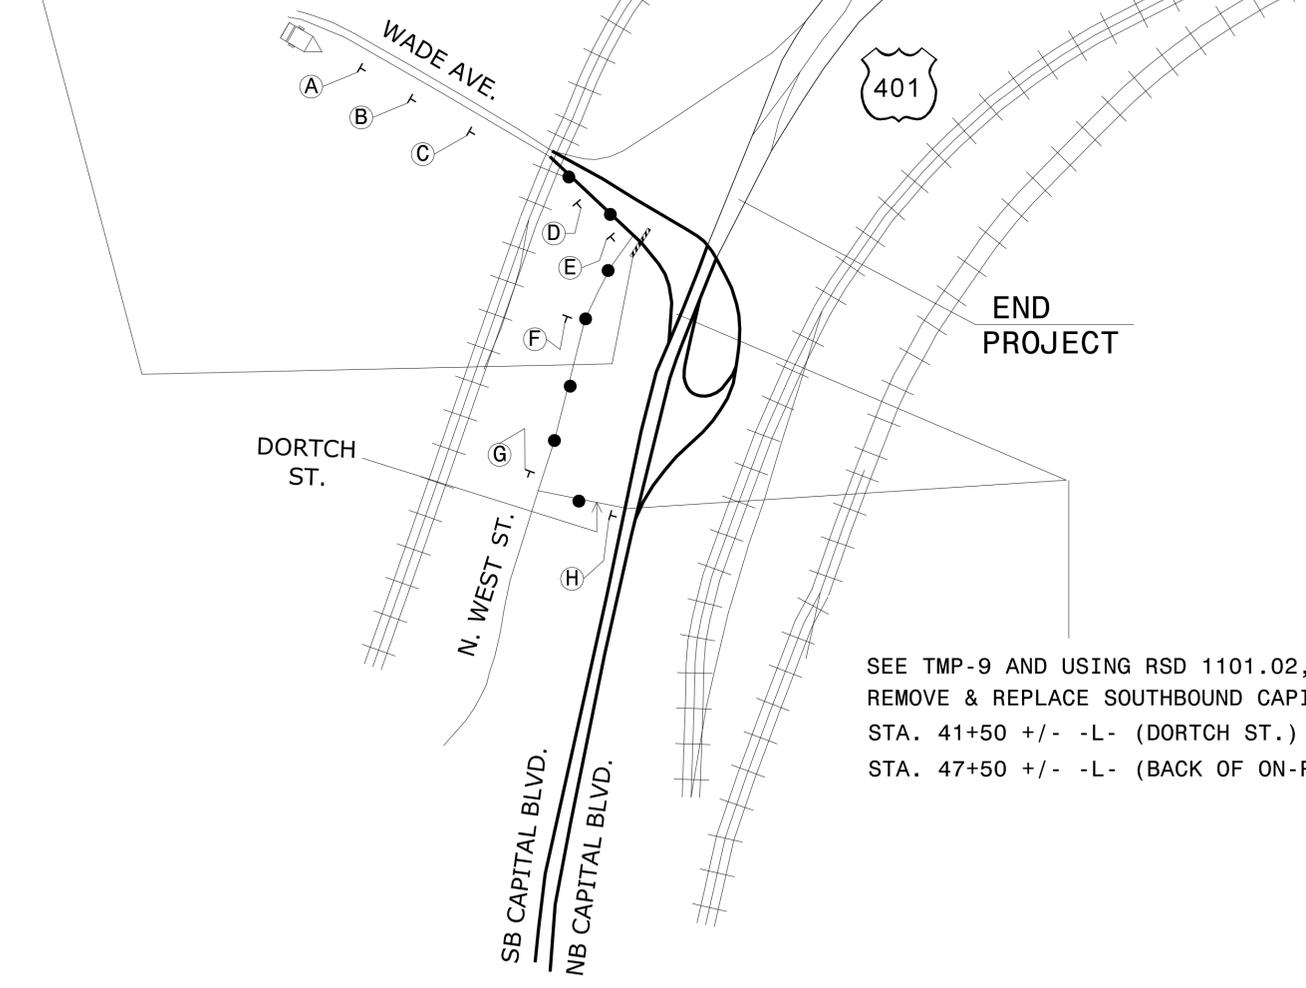 WADE AVE.
401
A
B
C
D
E
END
PROJECT
F
DORTCH
ST.
G
N. WEST ST.
H
SEE TMP-9 AND USING RSD 1101.02,
REMOVE & REPLACE SOUTHBOUND CAPI
STA. 41+50 +/- -L- (DORTCH ST.)
STA. 47+50 +/- -L- (BACK OF ON-
SB CAPITAL BLVD.
NB CAPITAL BLVD.